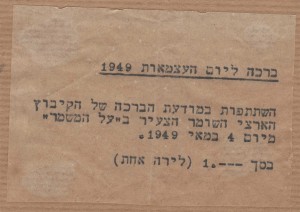 ברכה ליום העצמאות 1949
השתתפות במודעת הברכה של הקיבוץ
הארצי השומר הצעיר ב"על המשמר"
מיום 4 במאי 1949.
בסך ---.1 (לירה אחת)